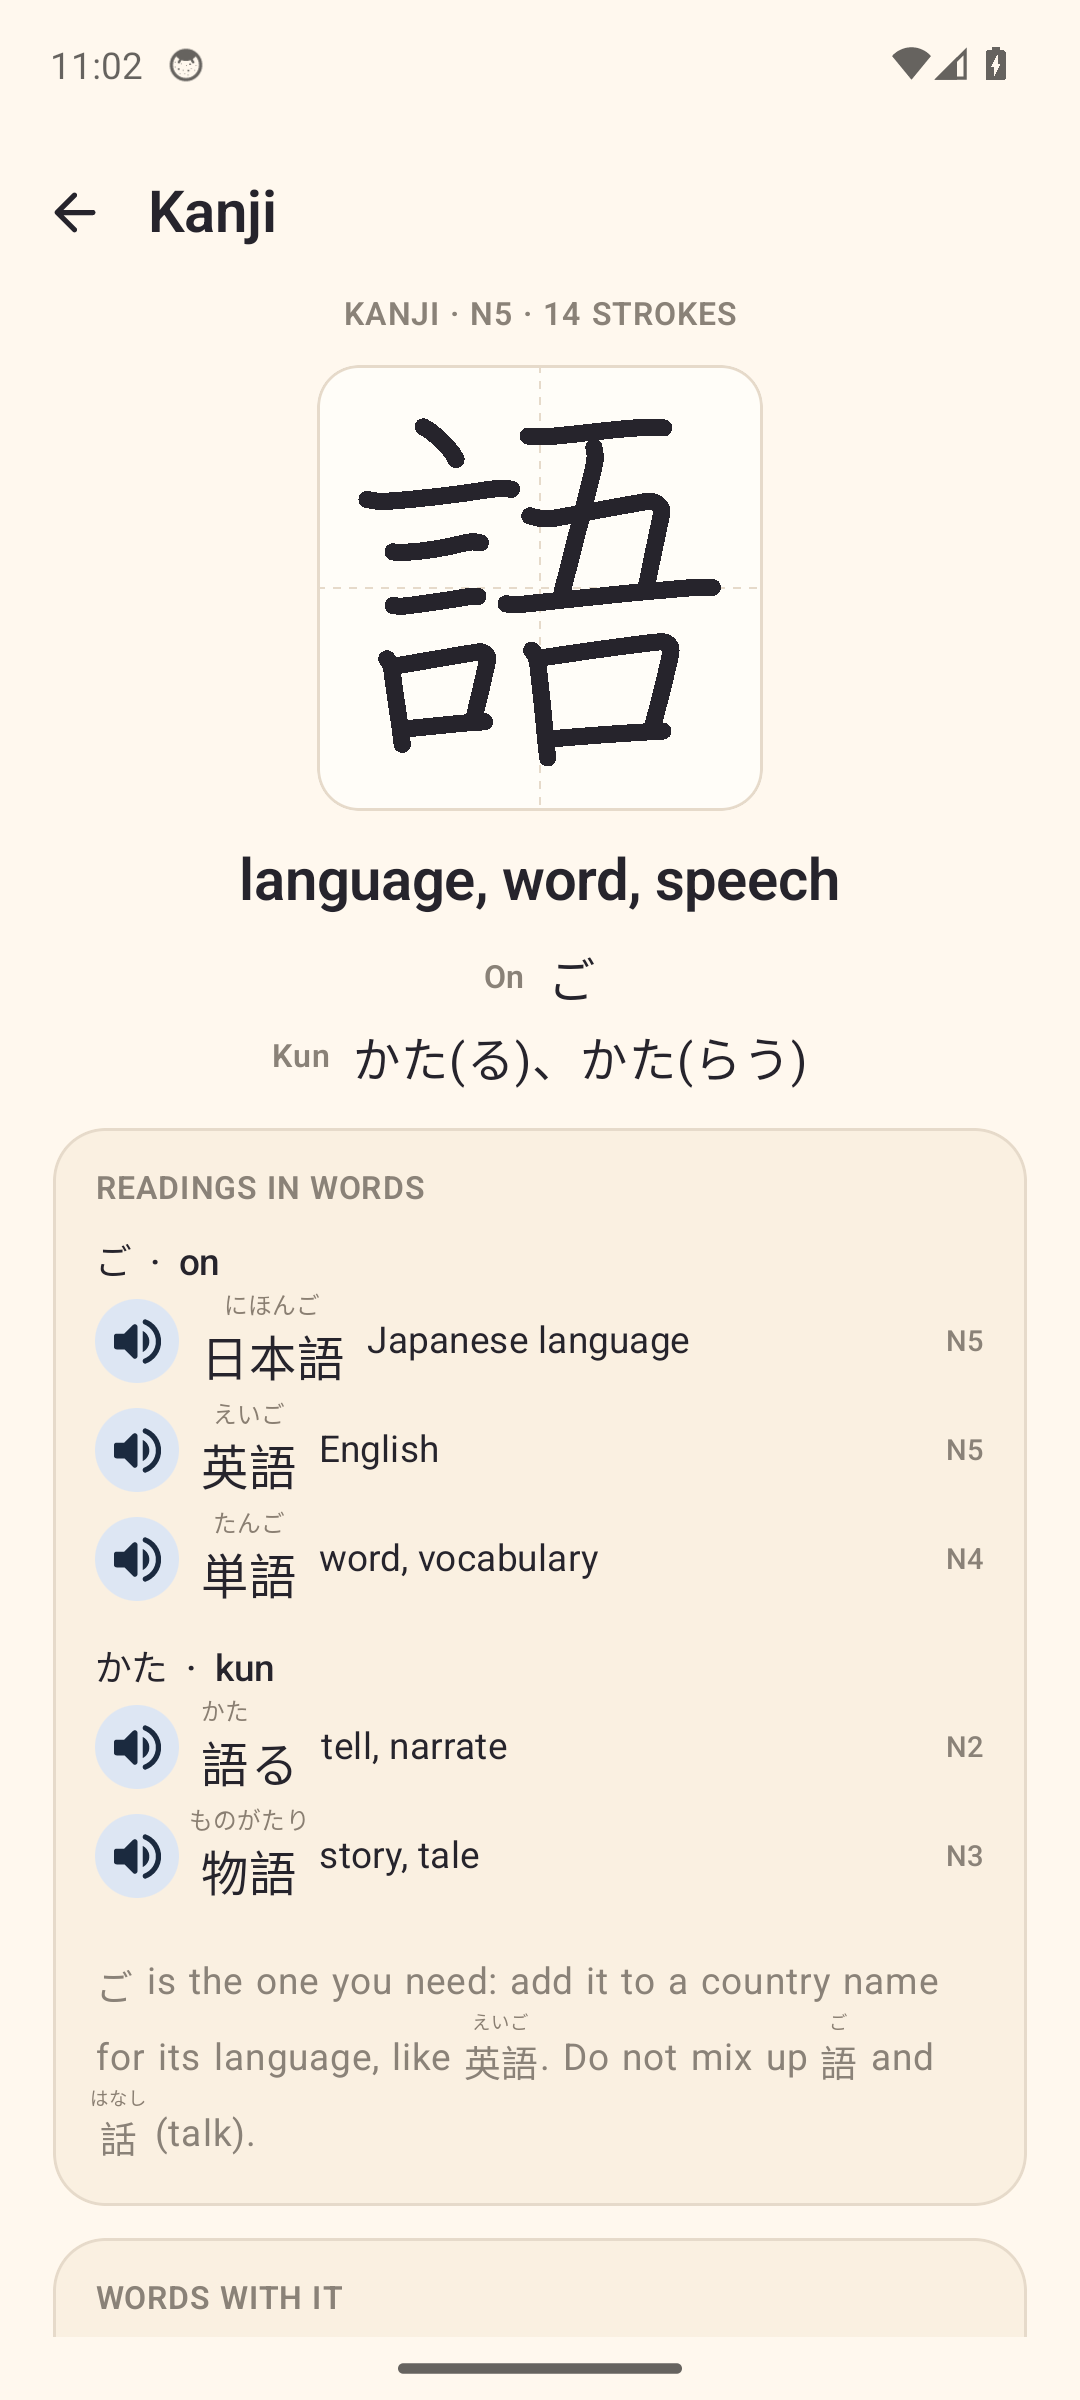 11:02
Kanji
KANJI · N5 · 14 STROKES
語
language, word, speech
On ご
Kun かた(る)、かた(らう)
READINGS IN WORDS
ご · on
にほんご
日本語 Japanese language N5
えいご
英語 English N5
たんご
単語 word, vocabulary N4
かた · kun
かた
語る tell, narrate N2
ものがたり
物語 story, tale N3
ご is the one you need: add it to a country name
えいご ご
for its language, like 英語. Do not mix up 語 and
はなし
話 (talk).
WORDS WITH IT